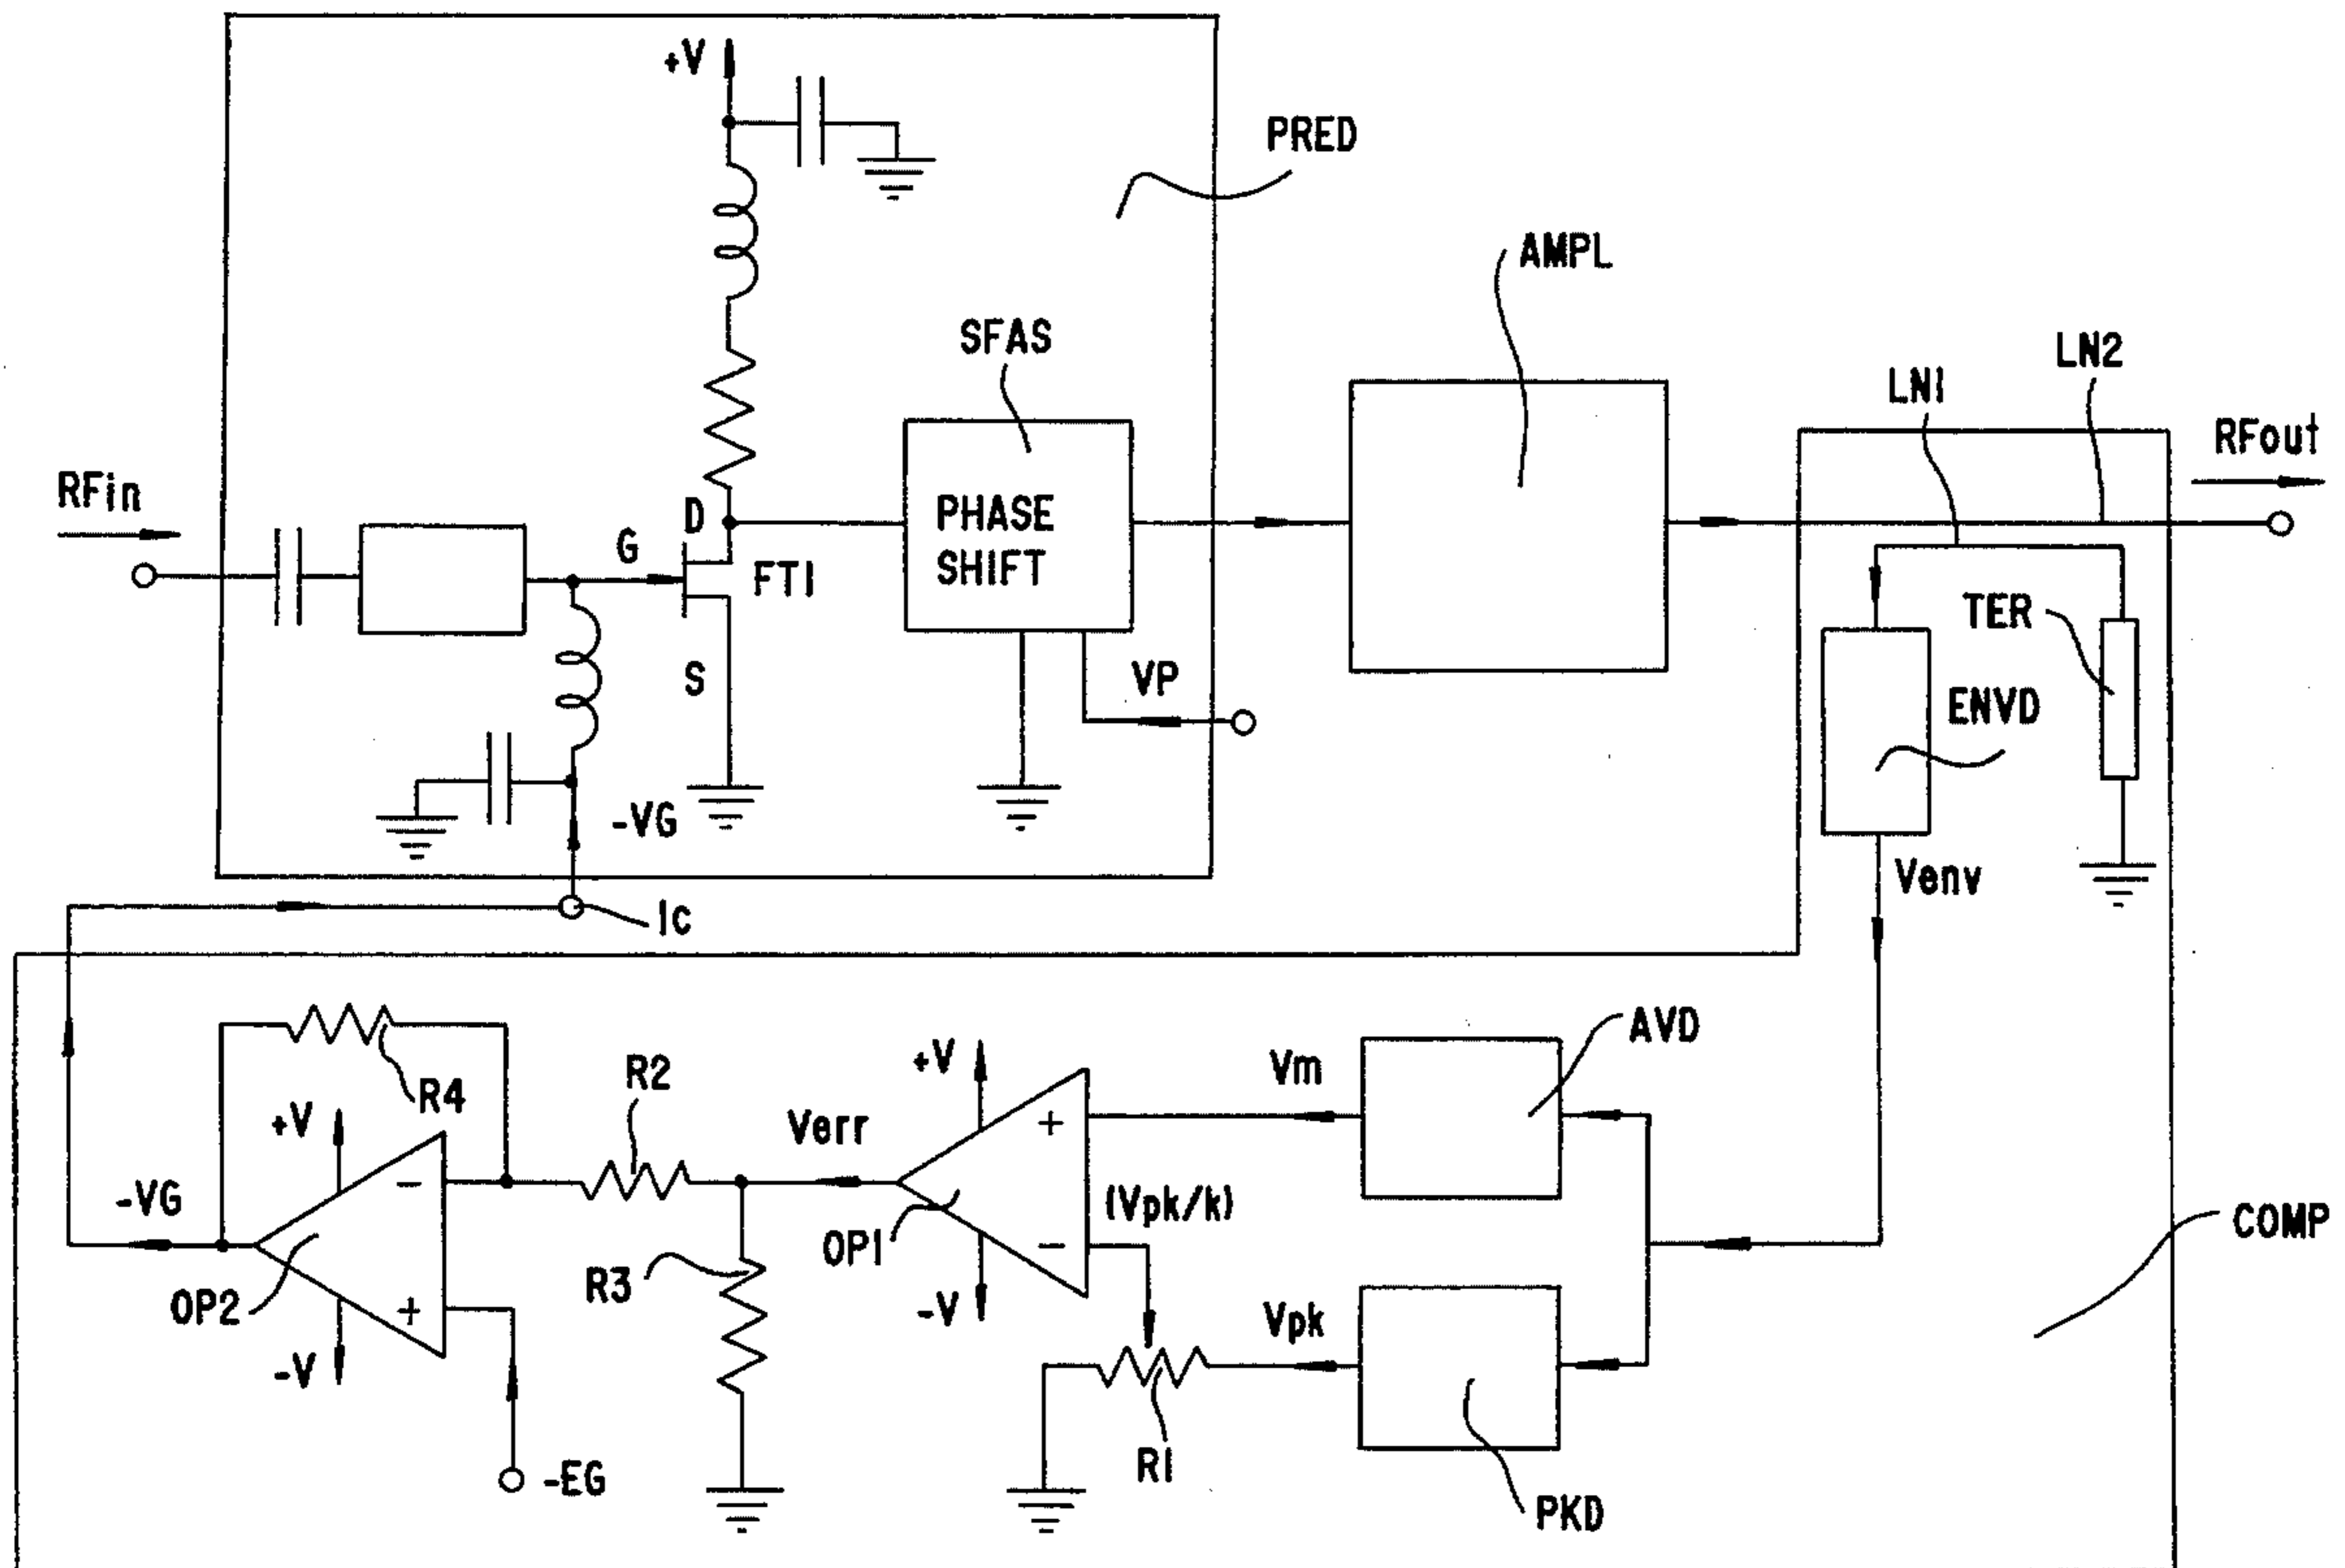 +V
PRED
AMPL
SFAS
LN2
LN1
RFout
RFin
D
PHASE
SHIFT
G
FT1
TER
S
VP
ENVD
-VG
Venv
Ic
AVD
+V
Vm
R2
R4
+V
Verr
+
-
-VG
(Vpk/k)
COMP
OP1
-
R3
OP2
+
-V
Vpk
-V
R1
-EG
PKD